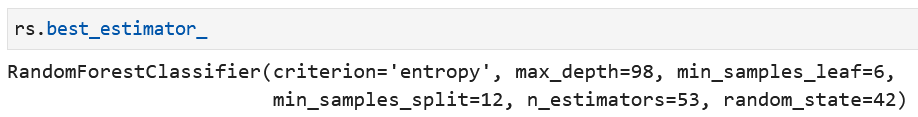 rs.best_estimator_
RandomForestClassifier(criterion='entropy', max_depth=98, min_samples_leaf=6,
min_samples_split=12, n_estimators=53, random_state=42)